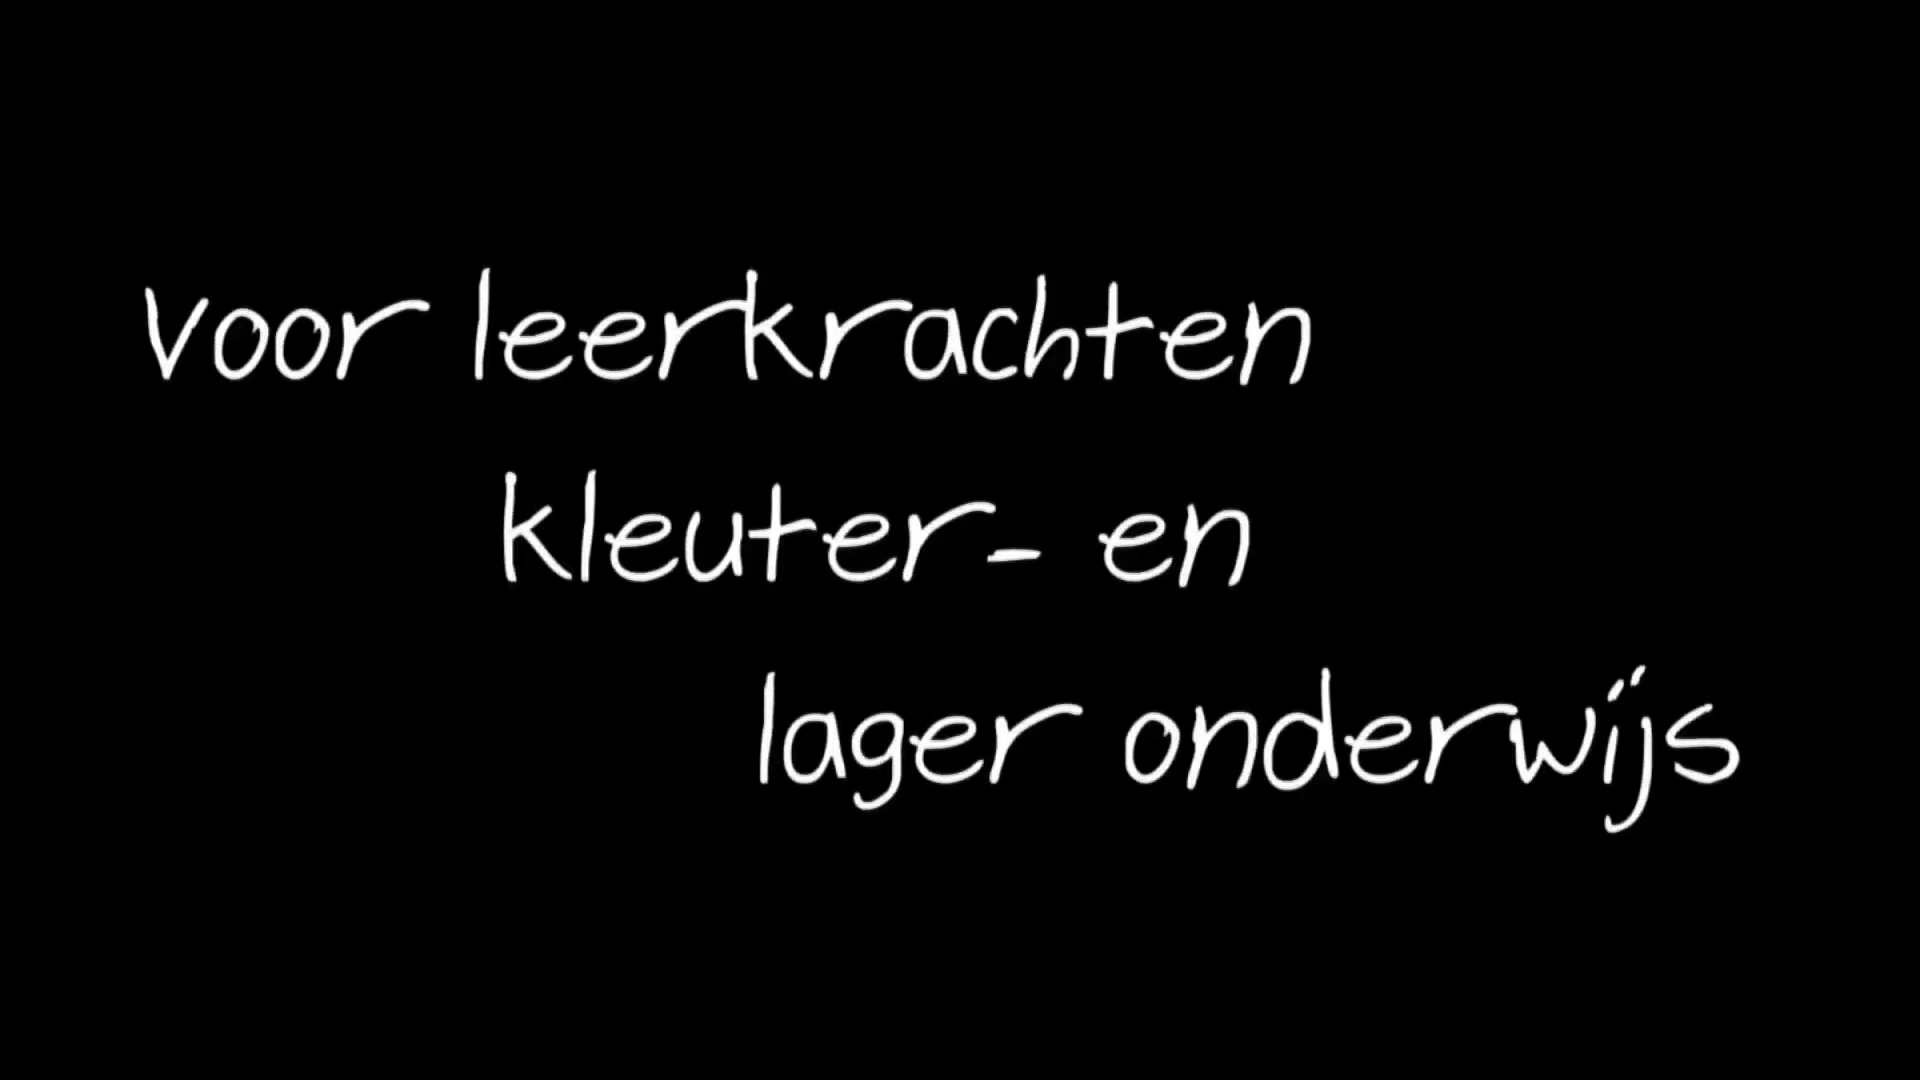 voor leerkrachten
kleuter- en
lager onderwijs